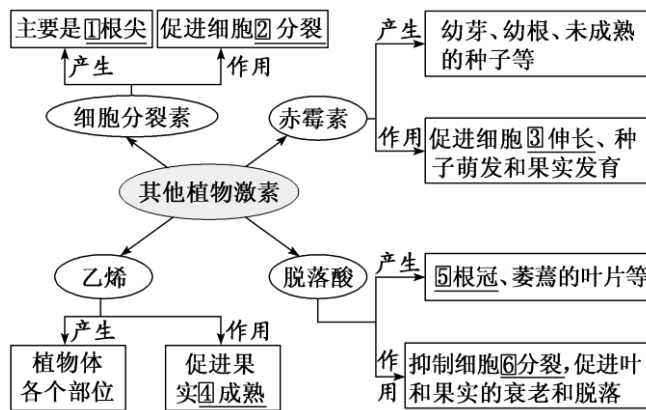 主要是①根尖
促进细胞②分裂
产生
作用
细胞分裂素
赤霉素
产生
幼芽、幼根、未成熟
的种子等
作用
促进细胞③伸长、种
子萌发和果实发育
其他植物激素
乙烯
脱落酸
产生
作用
植物体
各个部位
促进果
实④成熟
产生
⑤根冠、萎蔫的叶片等
作
用
抑制细胞⑥分裂,促进叶
和果实的衰老和脱落